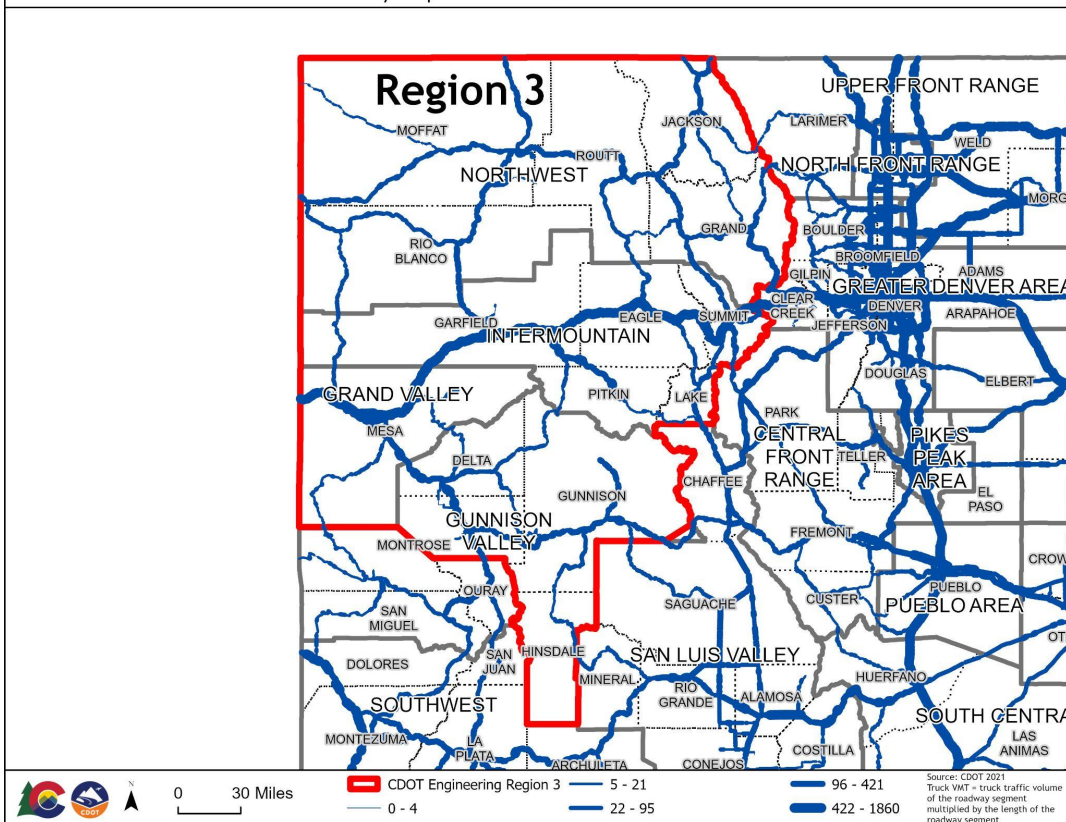 Region 3
UPPER FRONT RANGE
JACKSON
LARIMER
MOFFAT
WELD
ROUTT
NORTHWEST
NORTH FRONT RANGE
MORG
GRAND
BOULDER
RIO
BLANCO
BROOMFIELD
GILPIN
ADAMS
GREATER DENVER AREA
CLEAR
CREEK
DENVER
EAGLE
SUMMIT
ARAPAHOE
GARFIELD
JEFFERSON
INTERMOUNTAIN
DOUGLAS
ELBERT
GRAND VALLEY
PITKIN
LAKE
PARK
MESA
CENTRAL
FRONT
RANGE
TELLER
PIKES
PEAK
AREA
DELTA
CHAFFEE
GUNNISON
EL
PASO
GUNNISON
VALLEY
MONTROSE
FREMONT
CROW
OURAY
PUEBLO
SAGUACHE
CUSTER
PUEBLO AREA
SAN
MIGUEL
OT
HINSDALE
SAN
JUAN
SAN LUIS VALLEY
DOLORES
MINERAL
HUERFANO
RIO
GRANDE
ALAMOSA
SOUTHWEST
SOUTH CENTRA
MONTEZUMA
LA
PLATA
LAS
ANIMAS
COSTILLA
ARCHULETA
CONEJOS
N
CDOT
0 30 Miles
CDOT Engineering Region 3
0 - 4
5 - 21
22 - 95
96 - 421
422 - 1860
Source: CDOT 2021
Truck VMT = truck traffic volume
of the roadway segment
multiplied by the length of the
roadway segment